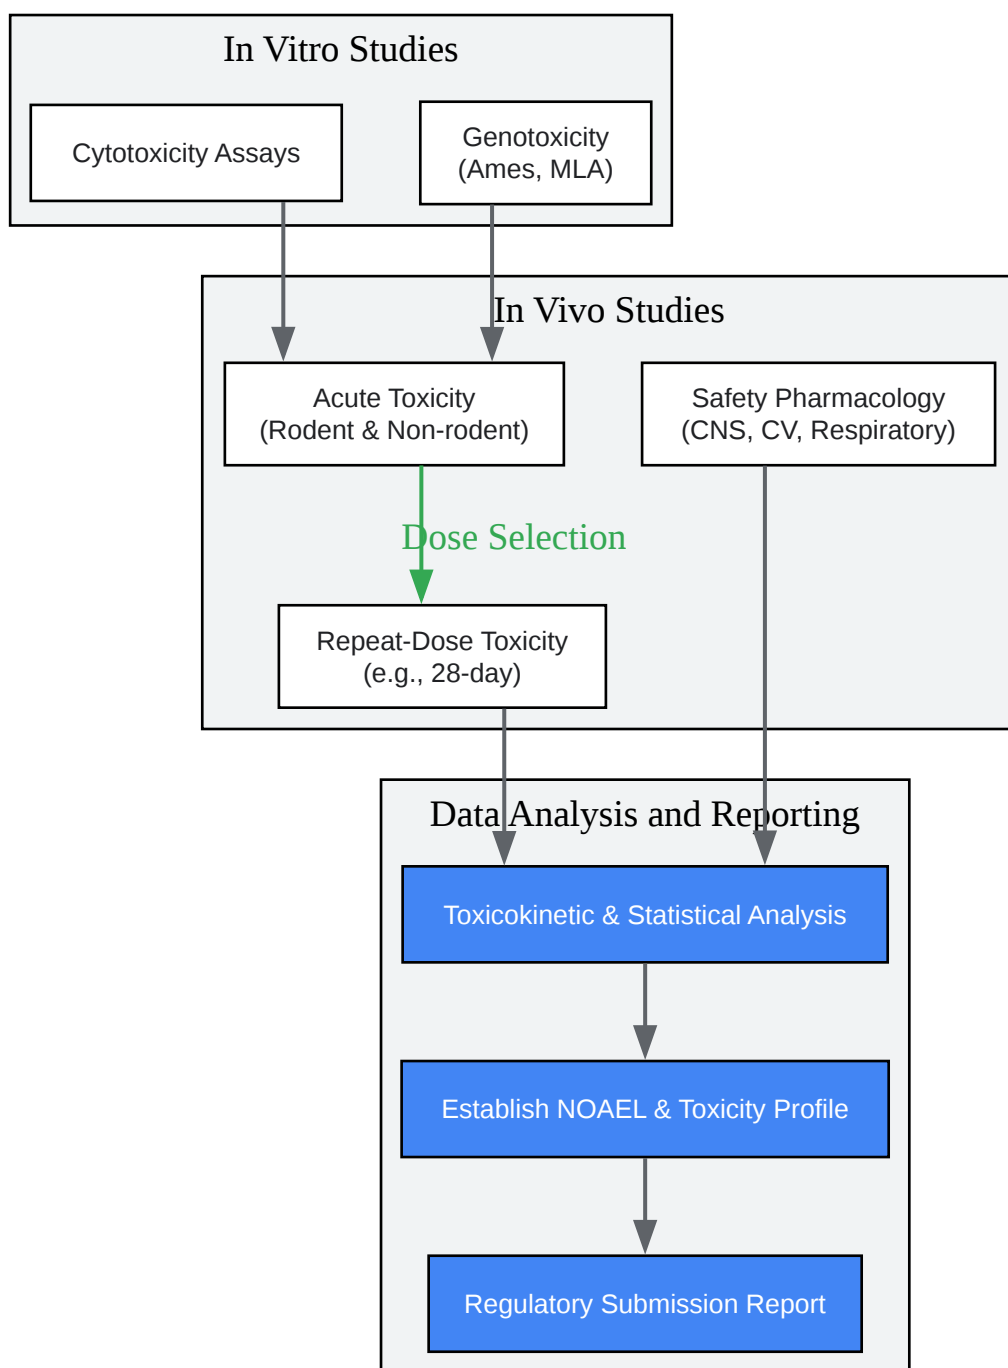 In Vitro Studies
Cytotoxicity Assays
Genotoxicity
(Ames, MLA)
In Vivo Studies
Acute Toxicity
(Rodent & Non-rodent)
Safety Pharmacology
(CNS, CV, Respiratory)
Dose Selection
Repeat-Dose Toxicity
(e.g., 28-day)
Data Analysis and Reporting
Toxicokinetic & Statistical Analysis
Establish NOAEL & Toxicity Profile
Regulatory Submission Report